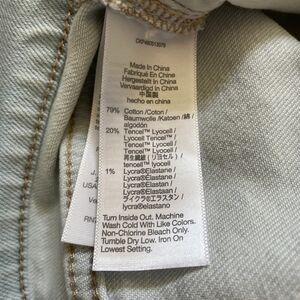 Made In China
Fabriqué En Chine
Hergestellt In China
Vervaardigd in China
中国製
hecho en china
79% Cotton /Coton /
Baumwolle /Katoen /綿 /
algodón
20% Tencel™ Lyocell /
Lyocell Tencel™ /
Tencel™ Lyocell /
Tencel™ Lyocell /
再生繊維 (リヨセル) /
Tencel™ lyocell /
1% Lycra®Elastane /
Lycra®Elastane /
Lycra®Elastan /
Lycra®Elastaan /
ライクラ®エラスタン /
lycra®elastano
Turn Inside Out. Machine
Wash Cold With Like Colors.
Non-Chlorine Bleach Only.
Tumble Dry Low. Iron On
Lowest Setting.
J.
USA
RN